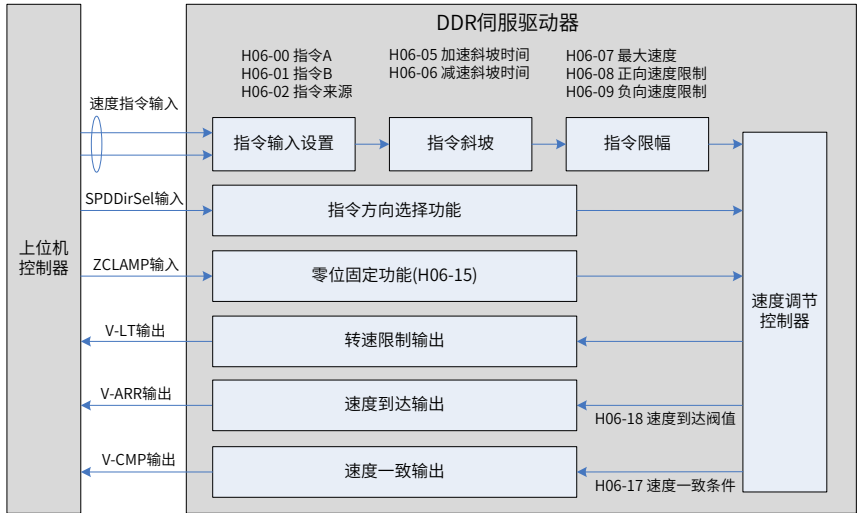 DDR伺服驱动器
H06-00 指令A
H06-01 指令B
H06-02 指令来源
H06-05 加速斜坡时间
H06-06 减速斜坡时间
H06-07 最大速度
H06-08 正向速度限制
H06-09 负向速度限制
速度指令输入
指令输入设置
指令斜坡
指令限幅
SPDDirSel输入
指令方向选择功能
上位机
控制器
ZCLAMP输入
零位固定功能(H06-15)
速度调节
控制器
V-LT输出
转速限制输出
V-ARR输出
速度到达输出
H06-18 速度到达阀值
V-CMP输出
速度一致输出
H06-17 速度一致条件